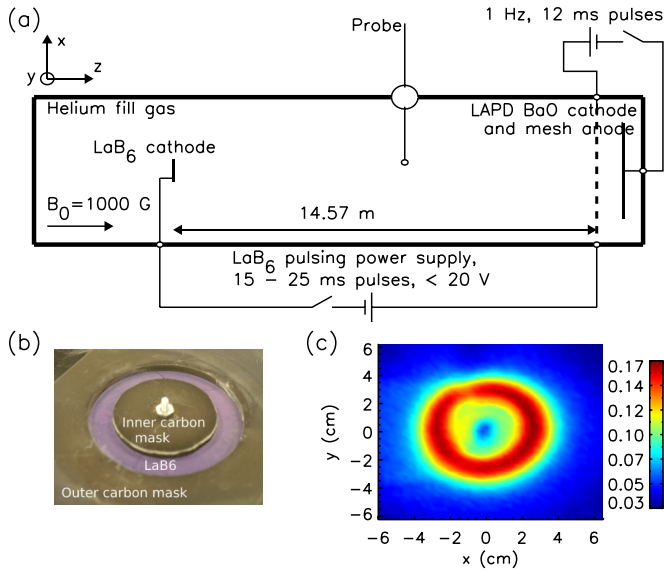 (a)
1 Hz, 12 ms pulses
Probe
x
y
z
Helium fill gas
LAPD BaO cathode
and mesh anode
LaB6 cathode
B0=1000 G
14.57 m
LaB6 pulsing power supply,
15 – 25 ms pulses, < 20 V
(b)
Inner carbon
mask
LaB6
Outer carbon mask
(c)
6
4
2
0
−2
−4
−6
y (cm)
−6 −4 −2 0 2 4 6
x (cm)
0.17
0.14
0.12
0.10
0.07
0.05
0.03